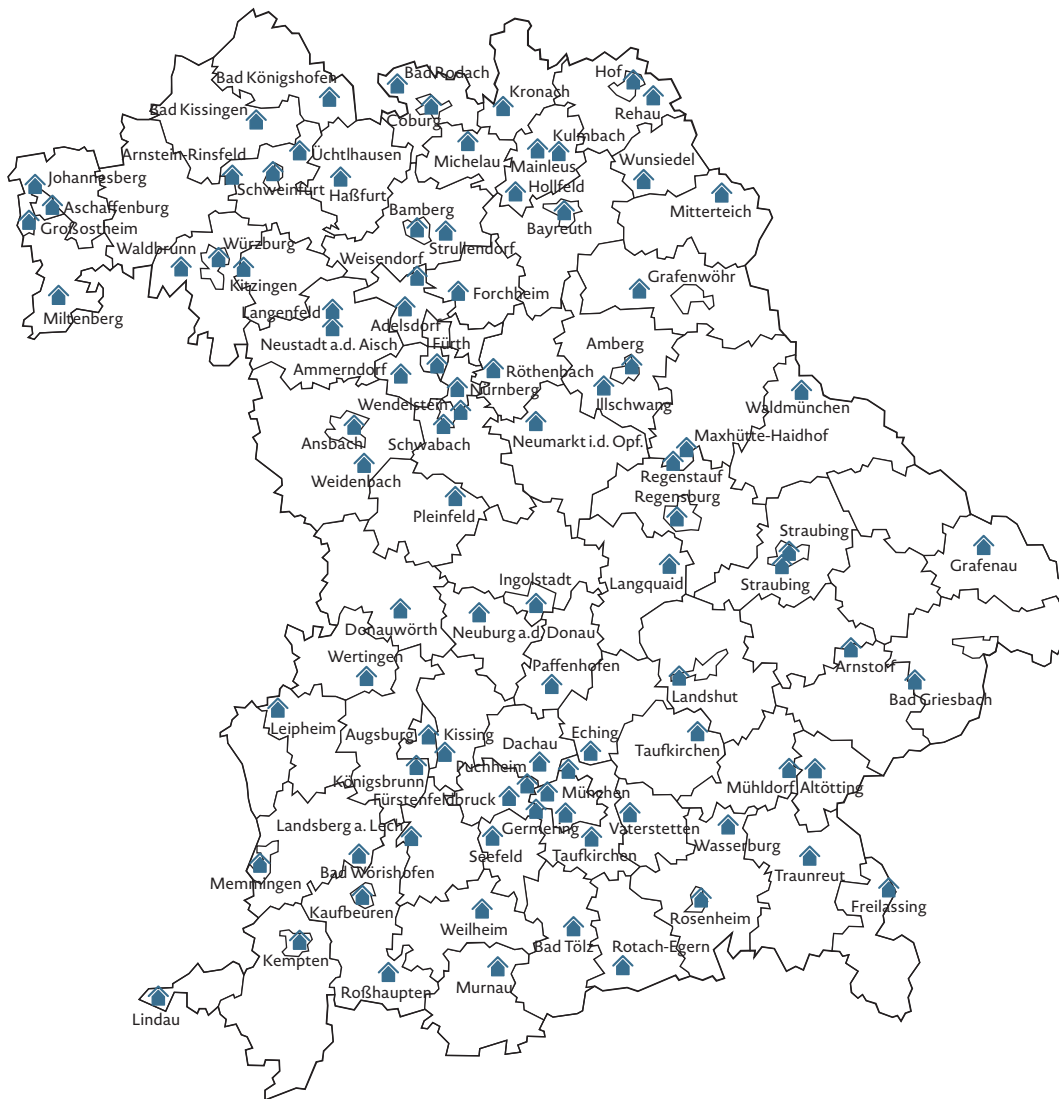 Bad Rodach
Hof
Bad Königshofen
Kronach
Bad Kissingen
Coburg
Rehau
Kulmbach
Arnstein-Rinsfeld
Üchtlhausen
Michelau
Mainleus
Wunsiedel
Johannesberg
Schweinfurt
Haßfurt
Hollfeld
Aschaffenburg
Bamberg
Mitterteich
Großostheim
Bayreuth
Waldbrunn
Würzburg
Strullendorf
Weisendorf
Kitzingen
Grafenwöhr
Forchheim
Miltenberg
Langenfeld
Adelsdorf
Neustadt a.d. Aisch
Fürth
Amberg
Ammerndorf
Röthenbach
Nürnberg
Illschwang
Waldmünchen
Wendelstein
Ansbach
Schwabach
Neumarkt i.d. Opf.
Maxhütte-Haidhof
Weidenbach
Regenstauf
Regensburg
Pleinfeld
Straubing
Grafenau
Ingolstadt
Langquaid
Straubing
Donauwörth
Neuburg a.d. Donau
Wertingen
Paffenhofen
Arnstorf
Landshut
Bad Griesbach
Leipheim
Augsburg
Kissing
Eching
Dachau
Taufkirchen
Puchheim
Königsbrunn
Mühldorf
Altötting
München
Fürstenfeldbruck
Landsberg a. Lech
Germering
Vaterstetten
Wasserburg
Seefeld
Taufkirchen
Bad Wörishofen
Traunreut
Memmingen
Kaufbeuren
Rosenheim
Freilassing
Weilheim
Bad Tölz
Rotach-Egern
Kempten
Roßhaupten
Murnau
Lindau